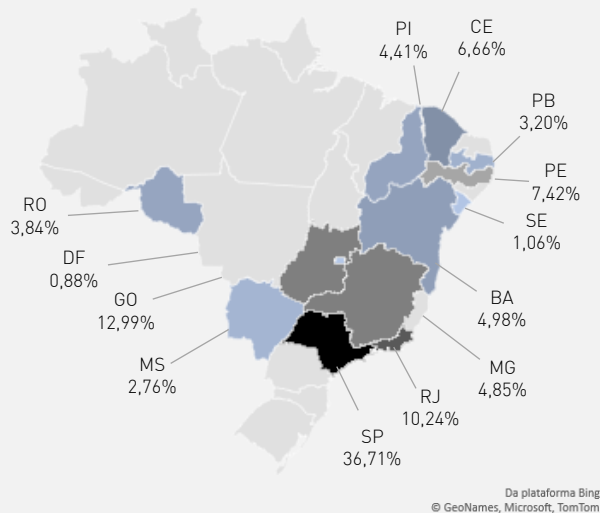 PI
4,41%
CE
6,66%
PB
3,20%
PE
7,42%
SE
1,06%
RO
3,84%
DF
0,88%
GO
12,99%
BA
4,98%
MS
2,76%
MG
4,85%
RJ
10,24%
SP
36,71%
Da plataforma Bing
© GeoNames, Microsoft, TomTom